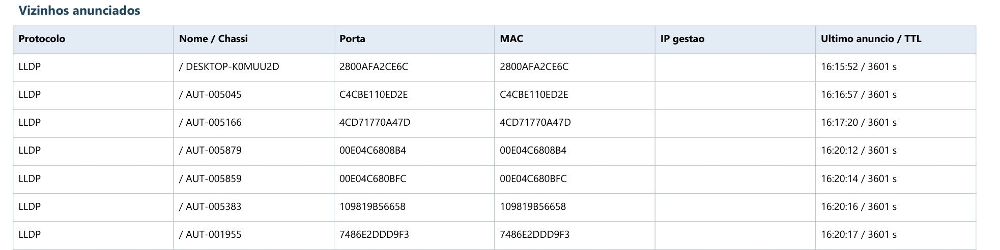 Vizinhos anunciados
Protocolo Nome / Chassi Porta MAC IP gestao Ultimo anuncio / TTL
LLDP / DESKTOP-K0MUU2D 2800AFA2CE6C 2800AFA2CE6C 16:15:52 / 3601 s
LLDP / AUT-005045 C4CBE110ED2E C4CBE110ED2E 16:16:57 / 3601 s
LLDP / AUT-005166 4CD71770A47D 4CD71770A47D 16:17:20 / 3601 s
LLDP / AUT-005879 00E04C6808B4 00E04C6808B4 16:20:12 / 3601 s
LLDP / AUT-005859 00E04C680BFC 00E04C680BFC 16:20:14 / 3601 s
LLDP / AUT-005383 109819B56658 109819B56658 16:20:16 / 3601 s
LLDP / AUT-001955 7486E2DDD9F3 7486E2DDD9F3 16:20:17 / 3601 s